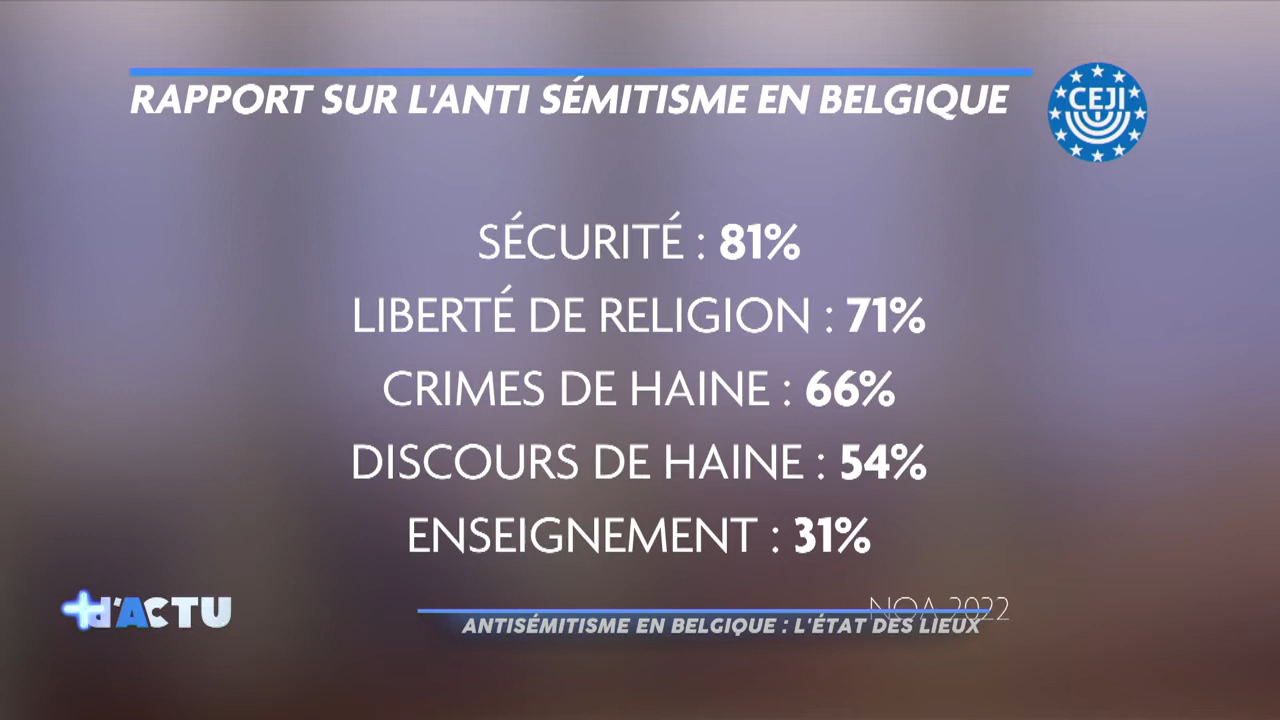 RAPPORT SUR L'ANTI SÉMITISME EN BELGIQUE
CEJI
SÉCURITÉ : 81%
LIBERTÉ DE RELIGION : 71%
CRIMES DE HAINE : 66%
DISCOURS DE HAINE : 54%
ENSEIGNEMENT : 31%
+d'ACTU
NOA 2022
ANTISÉMITISME EN BELGIQUE : L'ÉTAT DES LIEUX